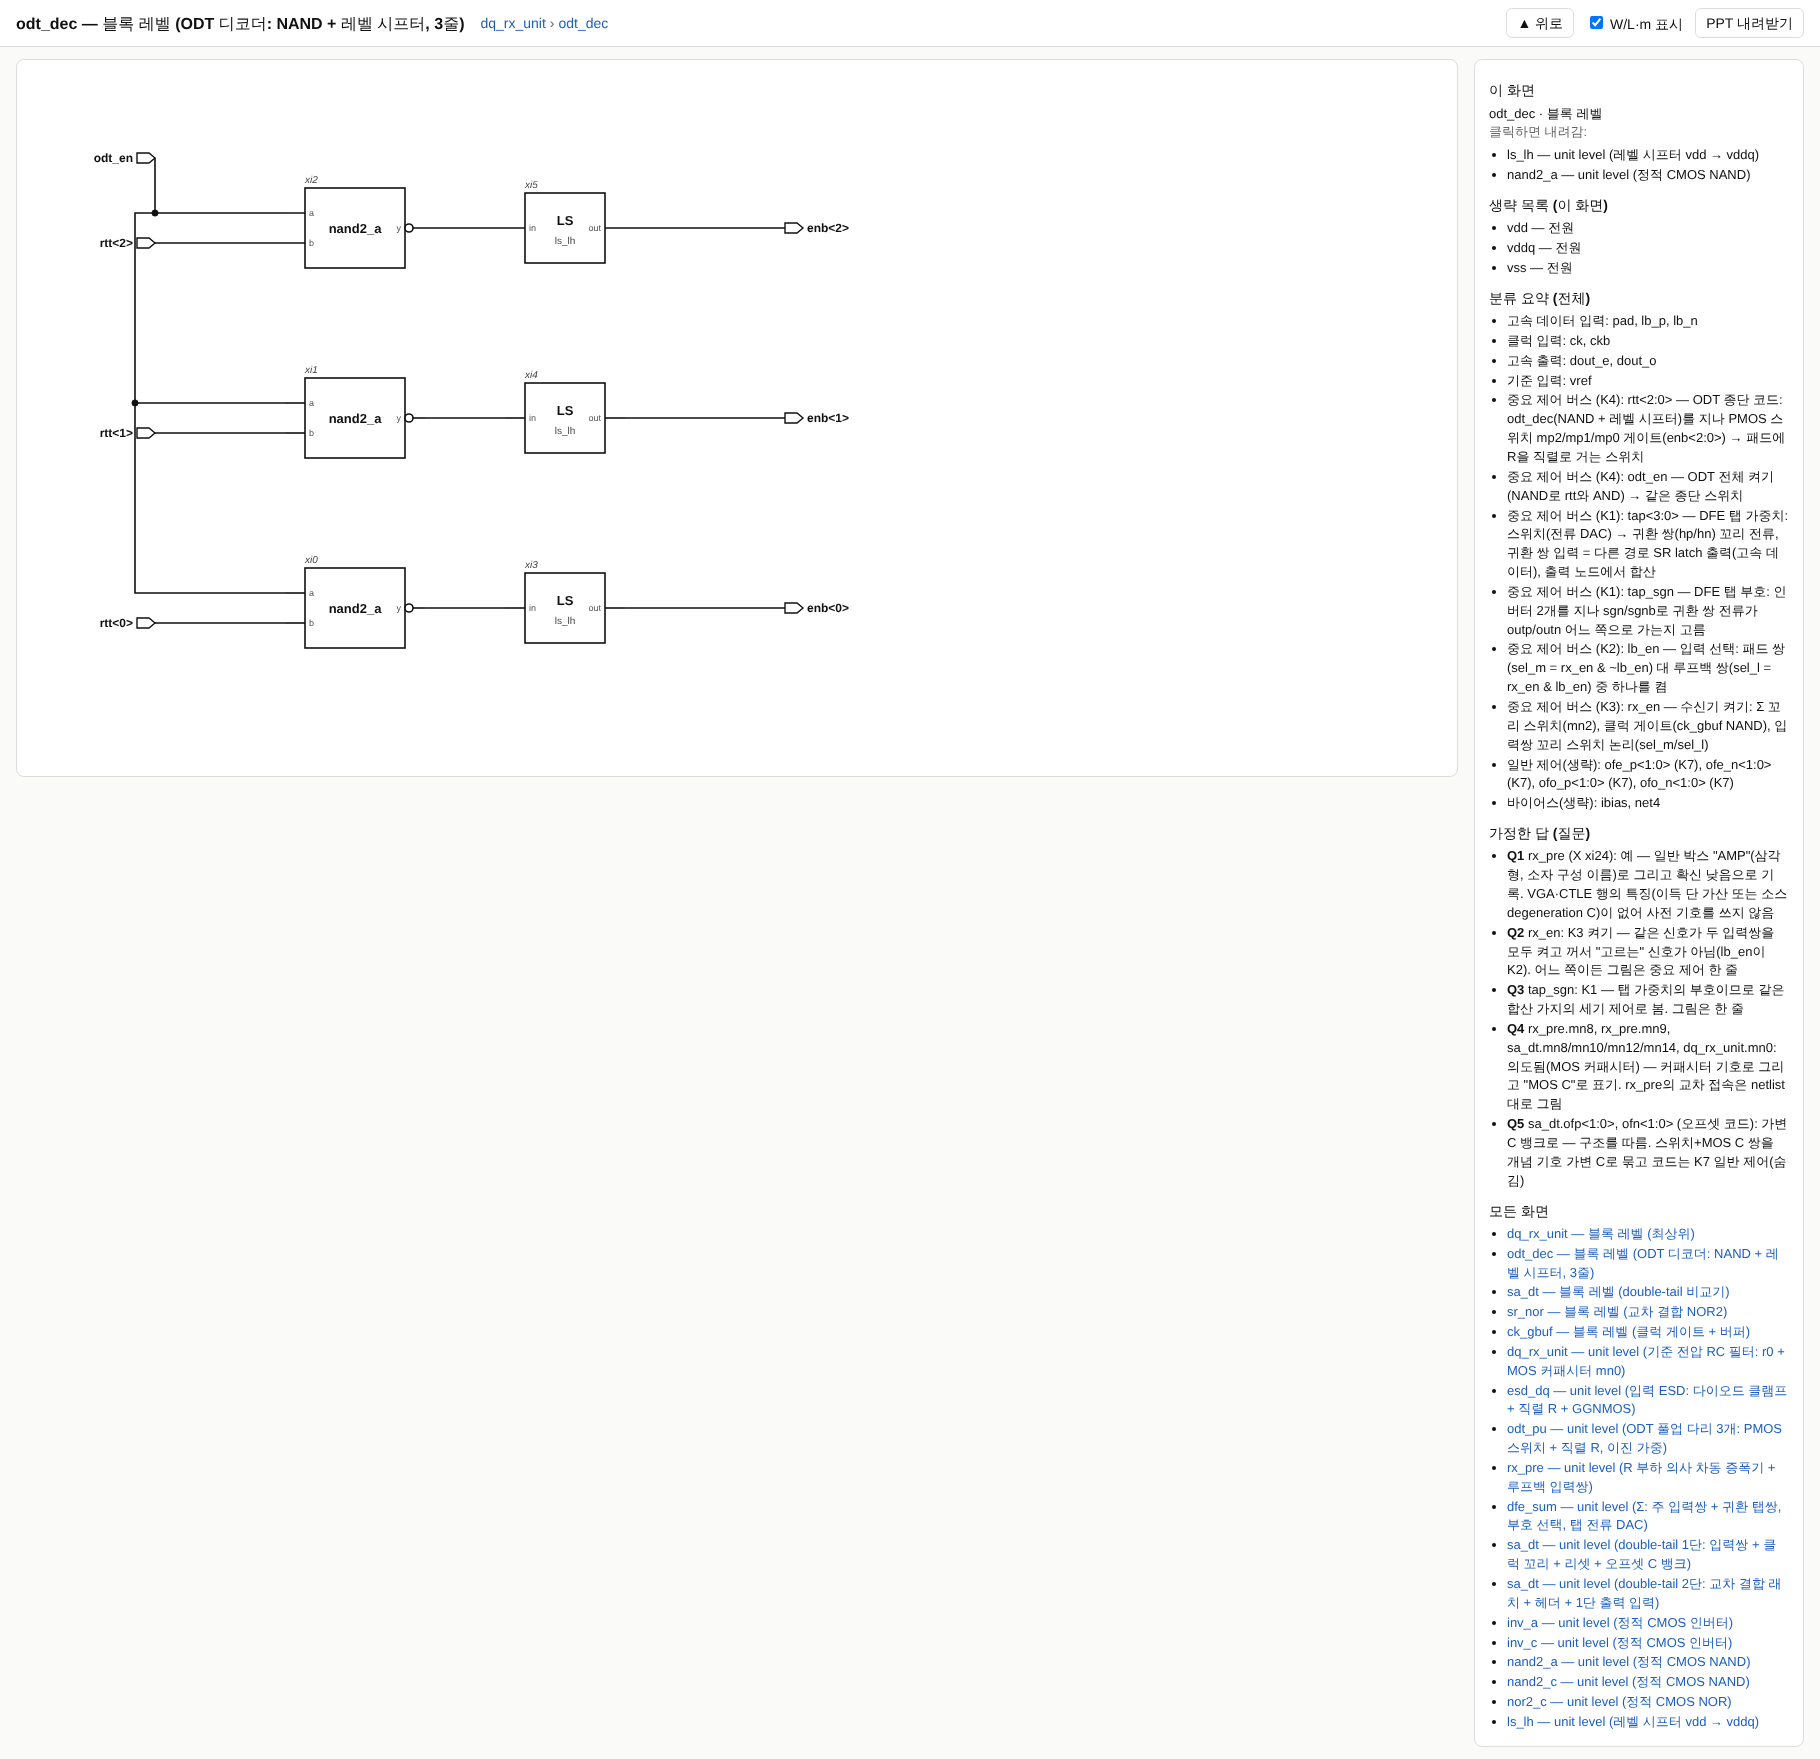 odt_dec — 블록 레벨 (ODT 디코더: NAND + 레벨 시프터, 3줄)
dq_rx_unit › odt_dec
▲ 위로
W/L·m 표시
PPT 내려받기
odt_en
xi2
a
nand2_a
y
b
rtt<2>
xi5
LS
in
out
ls_lh
enb<2>
xi1
a
nand2_a
y
b
rtt<1>
xi4
LS
in
out
ls_lh
enb<1>
xi0
a
nand2_a
y
b
rtt<0>
xi3
LS
in
out
ls_lh
enb<0>
이 화면
odt_dec · 블록 레벨
클릭하면 내려감:
• ls_lh — unit level (레벨 시프터 vdd → vddq)
• nand2_a — unit level (정적 CMOS NAND)
생략 목록 (이 화면)
• vdd — 전원
• vddq — 전원
• vss — 전원
분류 요약 (전체)
• 고속 데이터 입력: pad, lb_p, lb_n
• 클럭 입력: ck, ckb
• 고속 출력: dout_e, dout_o
• 기준 입력: vref
• 중요 제어 버스 (K4): rtt<2:0> — ODT 종단 코드:
odt_dec(NAND + 레벨 시프터)를 지나 PMOS 스
위치 mp2/mp1/mp0 게이트(enb<2:0>) → 패드에
R을 직렬로 거는 스위치
• 중요 제어 버스 (K4): odt_en — ODT 전체 켜기
(NAND로 rtt와 AND) → 같은 종단 스위치
• 중요 제어 버스 (K1): tap<3:0> — DFE 탭 가중치:
스위치(전류 DAC) → 귀환 쌍(hp/hn) 꼬리 전류,
귀환 쌍 입력 = 다른 경로 SR latch 출력(고속 데
이터), 출력 노드에서 합산
• 중요 제어 버스 (K1): tap_sgn — DFE 탭 부호: 인
버터 2개를 지나 sgn/sgnb로 귀환 쌍 전류가
outp/outn 어느 쪽으로 가는지 고름
• 중요 제어 버스 (K2): lb_en — 입력 선택: 패드 쌍
(sel_m = rx_en & ~lb_en) 대 루프백 쌍(sel_l =
rx_en & lb_en) 중 하나를 켬
• 중요 제어 버스 (K3): rx_en — 수신기 켜기: Σ 꼬
리 스위치(mn2), 클럭 게이트(ck_gbuf NAND), 입
력쌍 꼬리 스위치 논리(sel_m/sel_l)
• 일반 제어(생략): ofe_p<1:0> (K7), ofe_n<1:0>
(K7), ofo_p<1:0> (K7), ofo_n<1:0> (K7)
• 바이어스(생략): ibias, net4
가정한 답 (질문)
• Q1 rx_pre (X xi24): 예 — 일반 박스 "AMP"(삼각
형, 소자 구성 이름)로 그리고 확신 낮음으로 기
록. VGA·CTLE 행의 특징(이득 단 가산 또는 소스
degeneration C)이 없어 사전 기호를 쓰지 않음
• Q2 rx_en: K3 켜기 — 같은 신호가 두 입력쌍을
모두 켜고 꺼서 "고르는" 신호가 아님(lb_en이
K2). 어느 쪽이든 그림은 중요 제어 한 줄
• Q3 tap_sgn: K1 — 탭 가중치의 부호이므로 같은
합산 가지의 세기 제어로 봄. 그림은 한 줄
• Q4 rx_pre.mn8, rx_pre.mn9,
sa_dt.mn8/mn10/mn12/mn14, dq_rx_unit.mn0:
의도됨(MOS 커패시터) — 커패시터 기호로 그리
고 "MOS C"로 표기. rx_pre의 교차 접속은 netlist
대로 그림
• Q5 sa_dt.ofp<1:0>, ofn<1:0> (오프셋 코드): 가변
C 뱅크로 — 구조를 따름. 스위치+MOS C 쌍을
개념 기호 가변 C로 묶고 코드는 K7 일반 제어(숨
김)
모든 화면
• dq_rx_unit — 블록 레벨 (최상위)
• odt_dec — 블록 레벨 (ODT 디코더: NAND + 레
벨 시프터, 3줄)
• sa_dt — 블록 레벨 (double-tail 비교기)
• sr_nor — 블록 레벨 (교차 결합 NOR2)
• ck_gbuf — 블록 레벨 (클럭 게이트 + 버퍼)
• dq_rx_unit — unit level (기준 전압 RC 필터: r0 +
MOS 커패시터 mn0)
• esd_dq — unit level (입력 ESD: 다이오드 클램프
+ 직렬 R + GGNMOS)
• odt_pu — unit level (ODT 풀업 다리 3개: PMOS
스위치 + 직렬 R, 이진 가중)
• rx_pre — unit level (R 부하 의사 차동 증폭기 +
루프백 입력쌍)
• dfe_sum — unit level (Σ: 주 입력쌍 + 귀환 탭쌍,
부호 선택, 탭 전류 DAC)
• sa_dt — unit level (double-tail 1단: 입력쌍 + 클
럭 꼬리 + 리셋 + 오프셋 C 뱅크)
• sa_dt — unit level (double-tail 2단: 교차 결합 래
치 + 헤더 + 1단 출력 입력)
• inv_a — unit level (정적 CMOS 인버터)
• inv_c — unit level (정적 CMOS 인버터)
• nand2_a — unit level (정적 CMOS NAND)
• nand2_c — unit level (정적 CMOS NAND)
• nor2_c — unit level (정적 CMOS NOR)
• ls_lh — unit level (레벨 시프터 vdd → vddq)